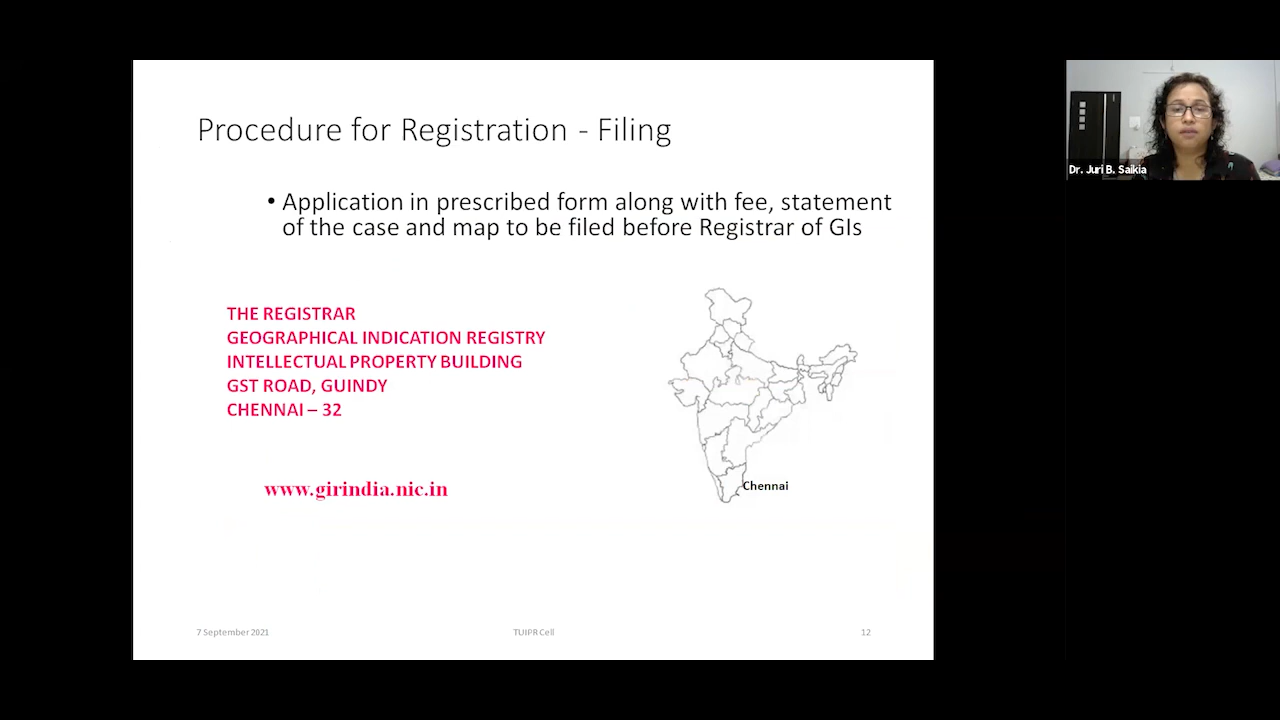 Procedure for Registration - Filing
• Application in prescribed form along with fee, statement
of the case and map to be filed before Registrar of GIs
THE REGISTRAR
GEOGRAPHICAL INDICATION REGISTRY
INTELLECTUAL PROPERTY BUILDING
GST ROAD, GUINDY
CHENNAI – 32
www.girindia.nic.in
Chennai
7 September 2021
TUIPR Cell
12
Dr. Juri B. Saikia